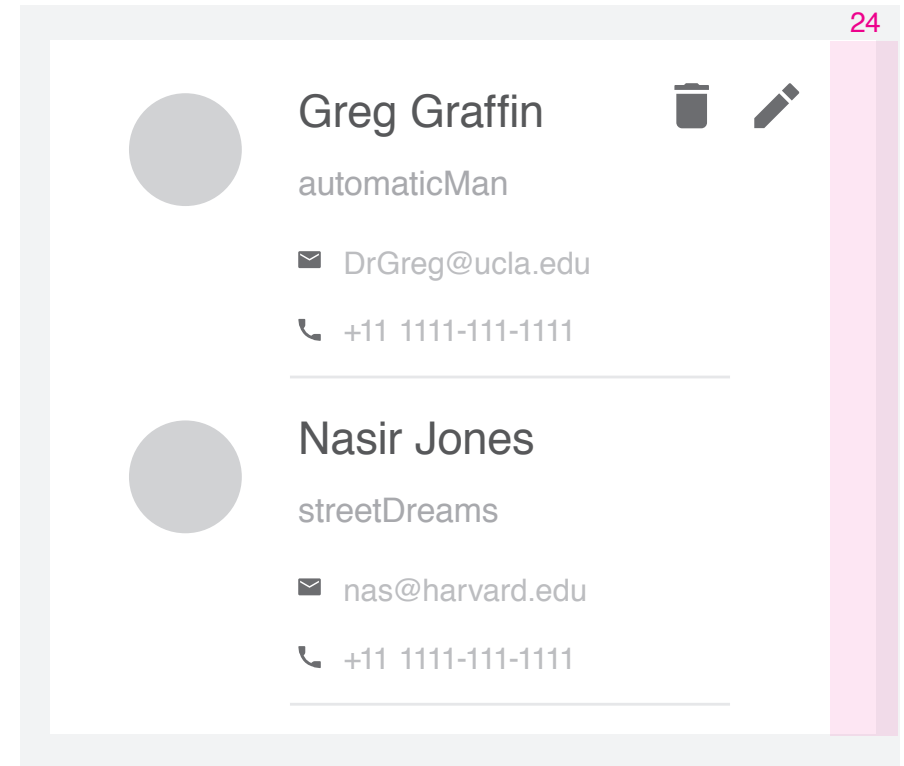 24
Greg Graffin
automaticMan
DrGreg@ucla.edu
+11 1111-111-1111
Nasir Jones
streetDreams
nas@harvard.edu
+11 1111-111-1111